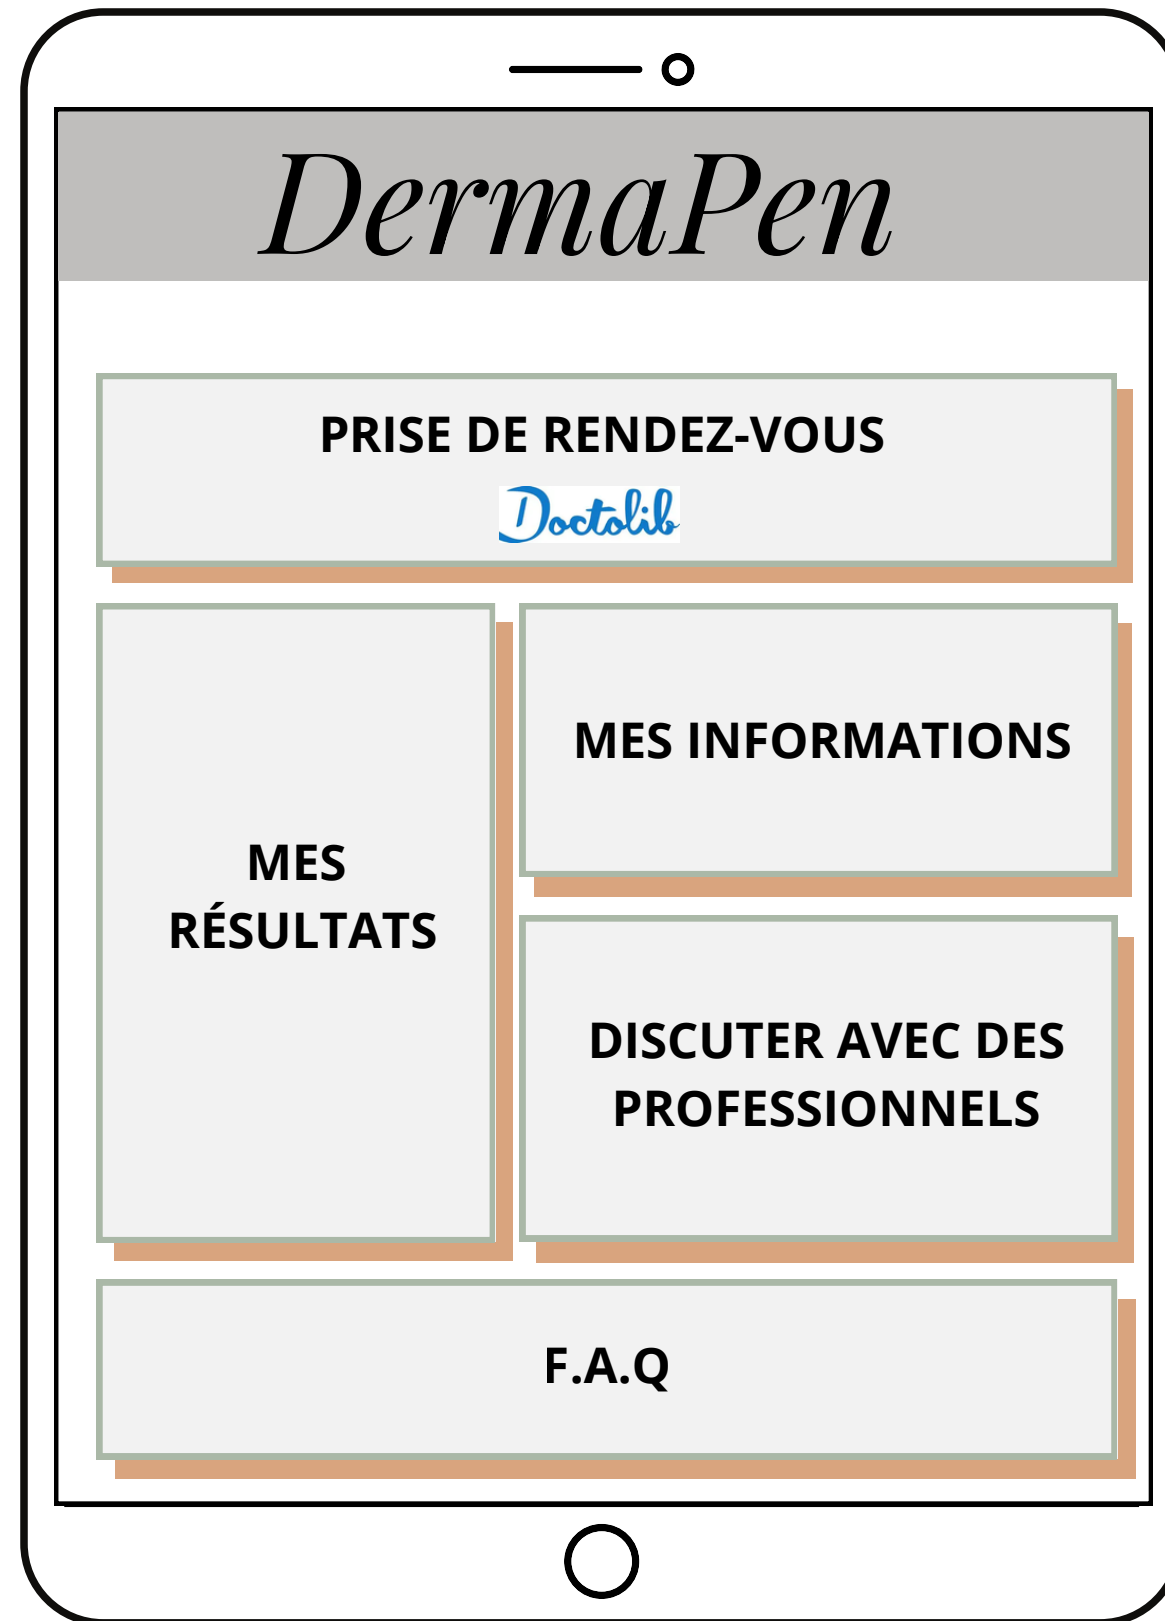 DermaPen
PRISE DE RENDEZ-VOUS
Doctolib
MES INFORMATIONS
MES
RÉSULTATS
DISCUTER AVEC DES
PROFESSIONNELS
F.A.Q